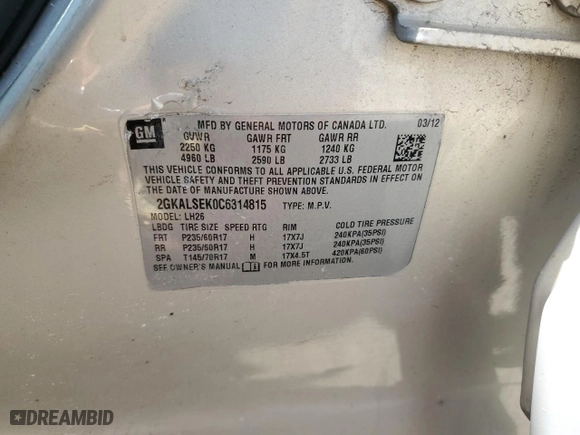 GM
MFD BY GENERAL MOTORS OF CANADA LTD. 03/12
GVWR GAWR FRT GAWR RR
2250 KG 1175 KG 1240 KG
4960 LB 2590 LB 2733 LB
THIS VEHICLE CONFORMS TO ALL APPLICABLE U.S. FEDERAL MOTOR
VEHICLE SAFETY AND THEFT PREVENTION STANDARDS IN EFFECT ON
THE DATE OF MANUFACTURE SHOWN ABOVE.
2GKALSEK0C6314815 TYPE: M.P.V.
MODEL: LH26
LBDG TIRE SIZE SPEED RTG RIM COLD TIRE PRESSURE
FRT P235/60R17 H 17X7J 240KPA(35PSI)
RR P235/60R17 H 17X7J 240KPA(35PSI)
SPA T145/70R17 M 17X4.5T 420KPA(60PSI)
SEE OWNER'S MANUAL
DREAMBID